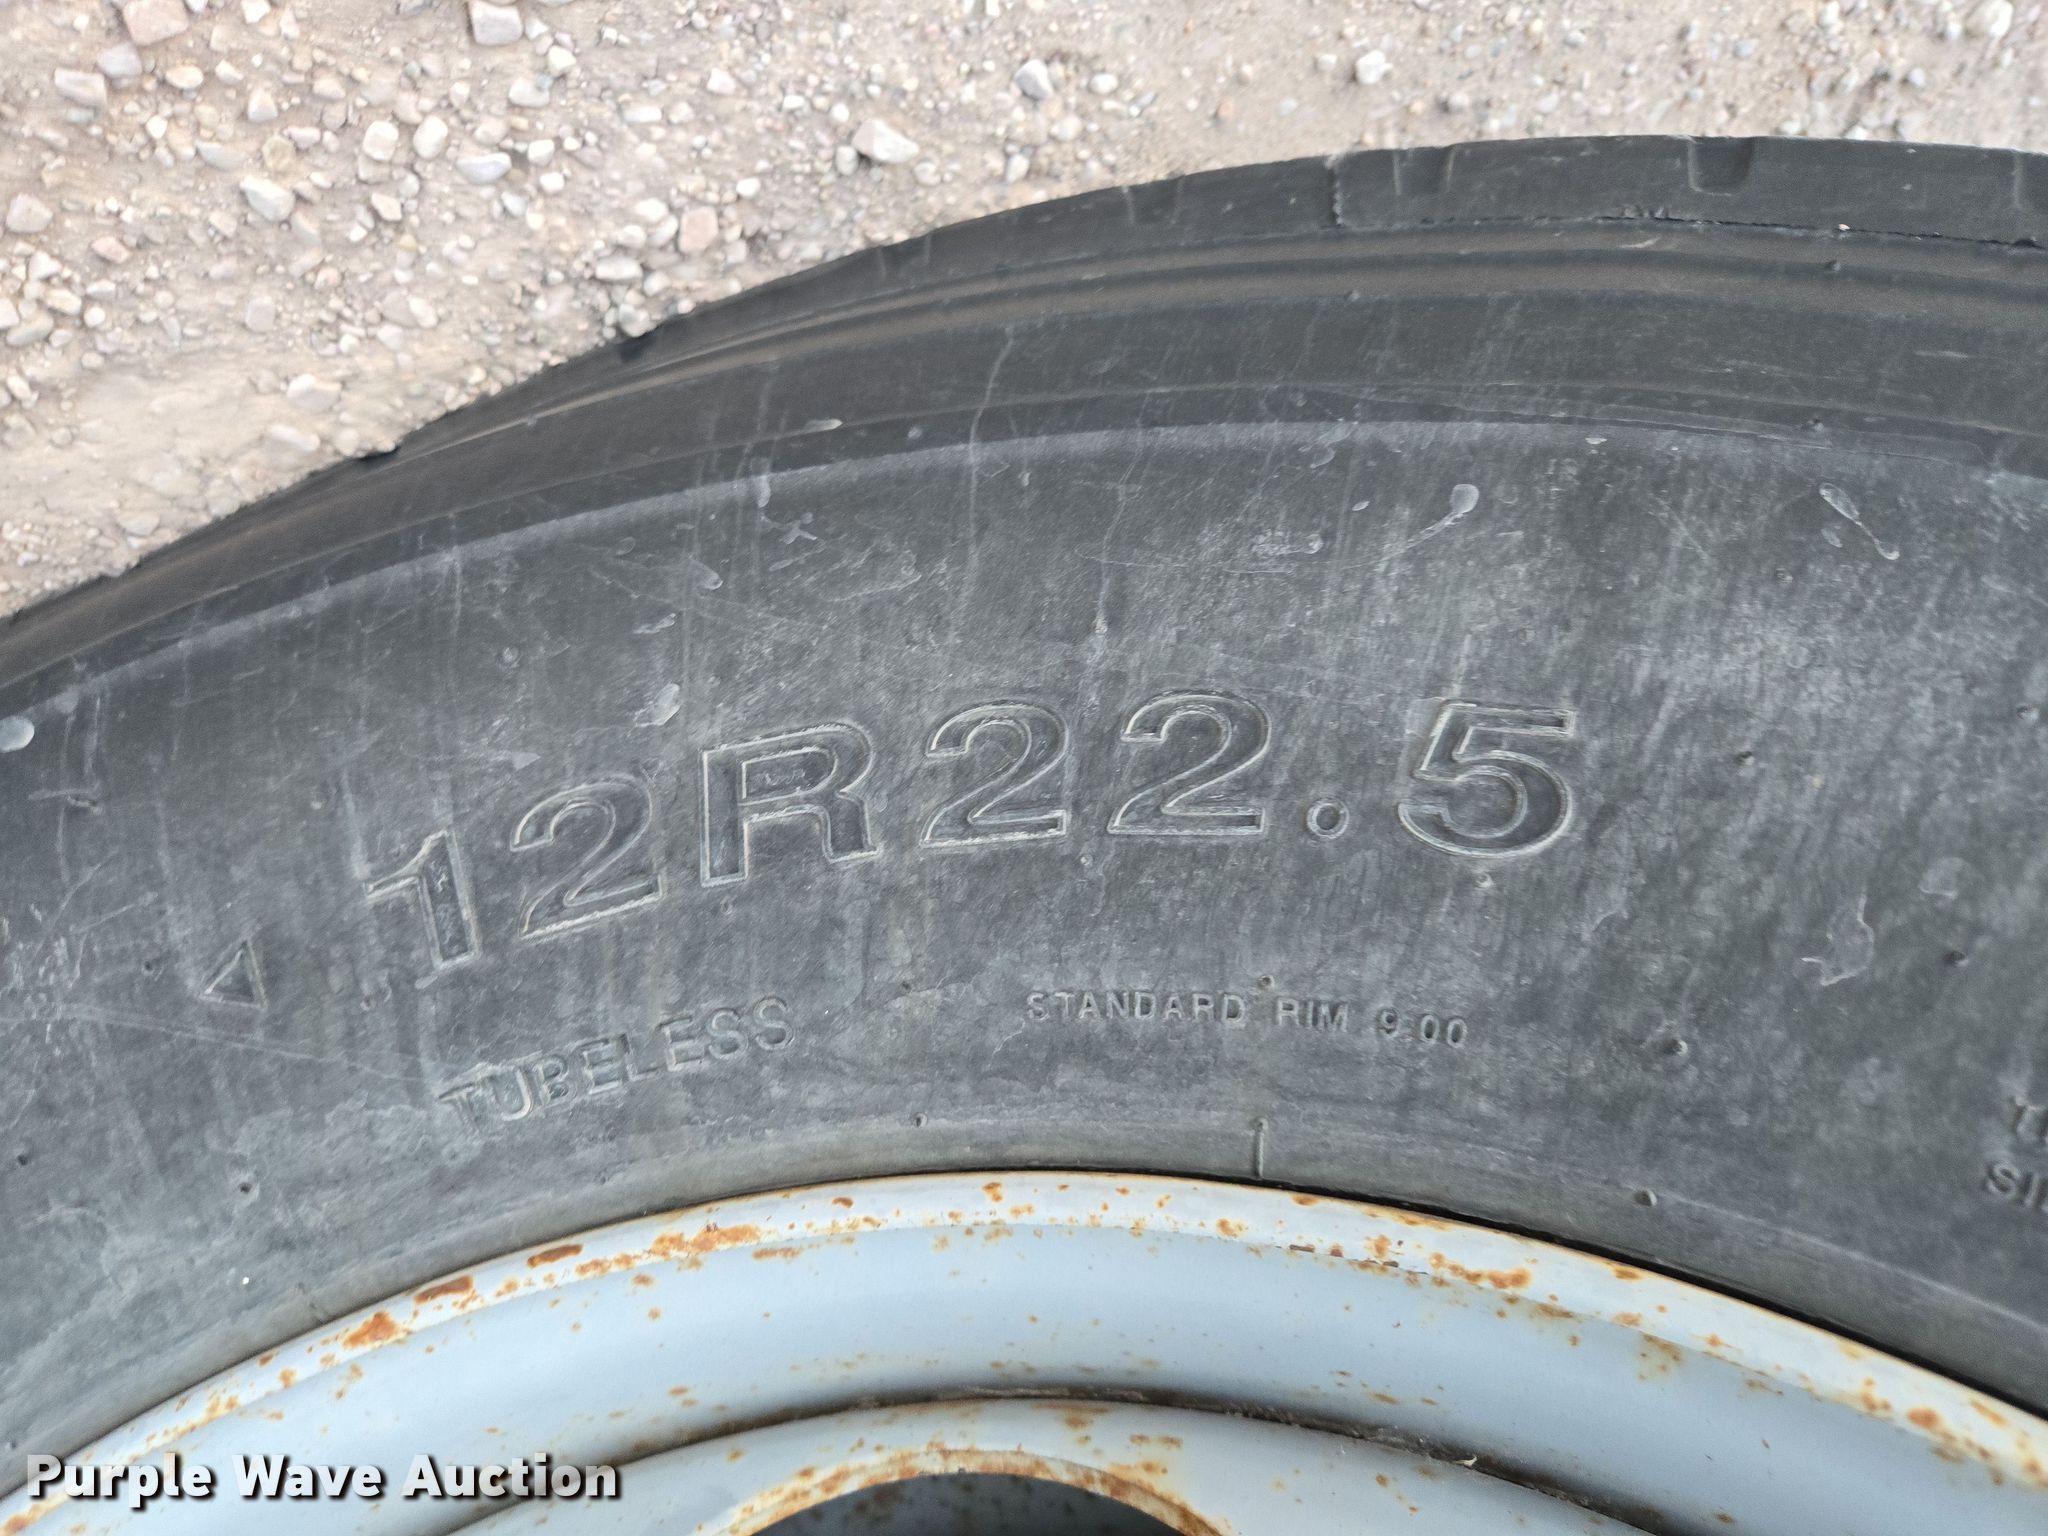 12R22.5
TUBELESS
STANDARD RIM 9.00
Purple Wave Auction